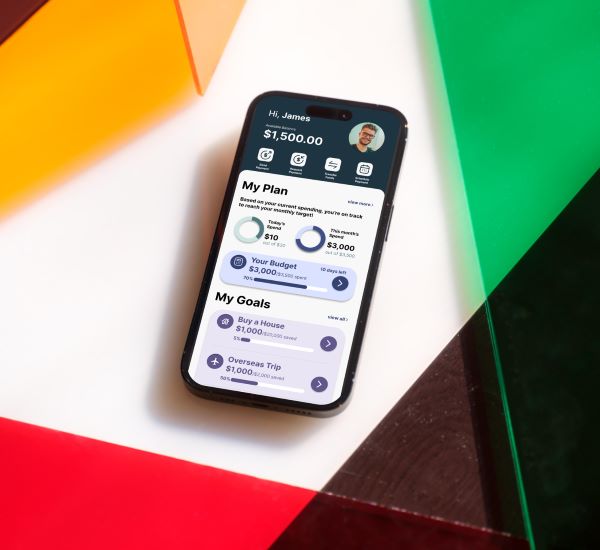 Hi, James
Available Balance
$1,500.00
Send Payment
Request Payment
Transfer Funds
Schedule Payment
My Plan
view more ›
Based on your current spending, you're on track
to reach your monthly target!
Today's
Spend
$10
out of $20
This month's
Spend
$3,000
out of $3,500
Your Budget
10 days left
$3,000/$3,500 spent
70%
My Goals
view all ›
Buy a House
$1,000/$20,000 saved
5%
Overseas Trip
$1,000/$2,000 saved
50%